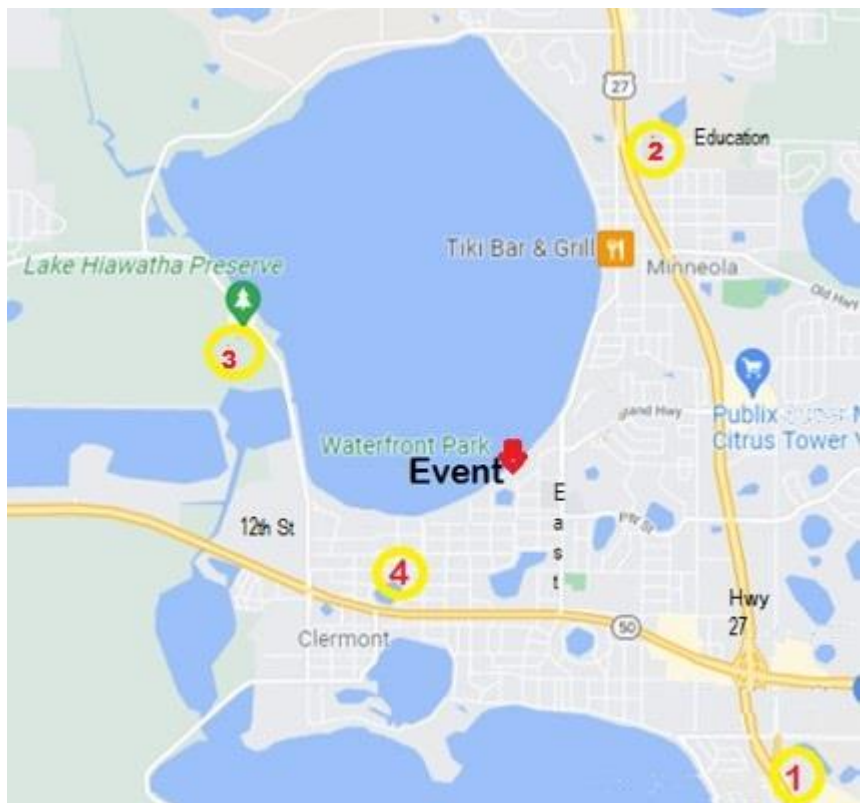 27
2
Education
Tiki Bar & Grill
Minneola
Lake Hiawatha Preserve
Old Hwy
3
Publix
Citrus Tower V
Waterfront Park
Event
East
12th St
4
Hwy
27
50
Clermont
1